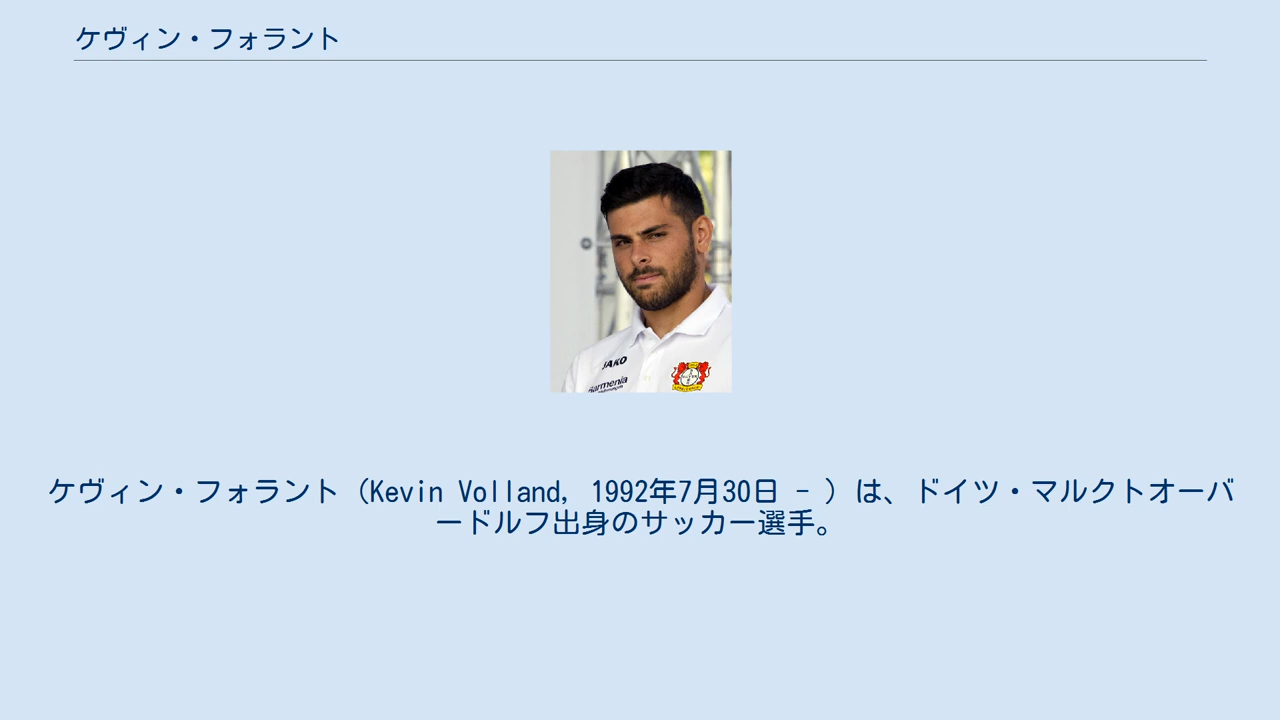 ケヴィン・フォラント
JAKO
ケヴィン・フォラント（Kevin Volland, 1992年7月30日 - ）は、ドイツ・マルクトオーバ
ードルフ出身のサッカー選手。